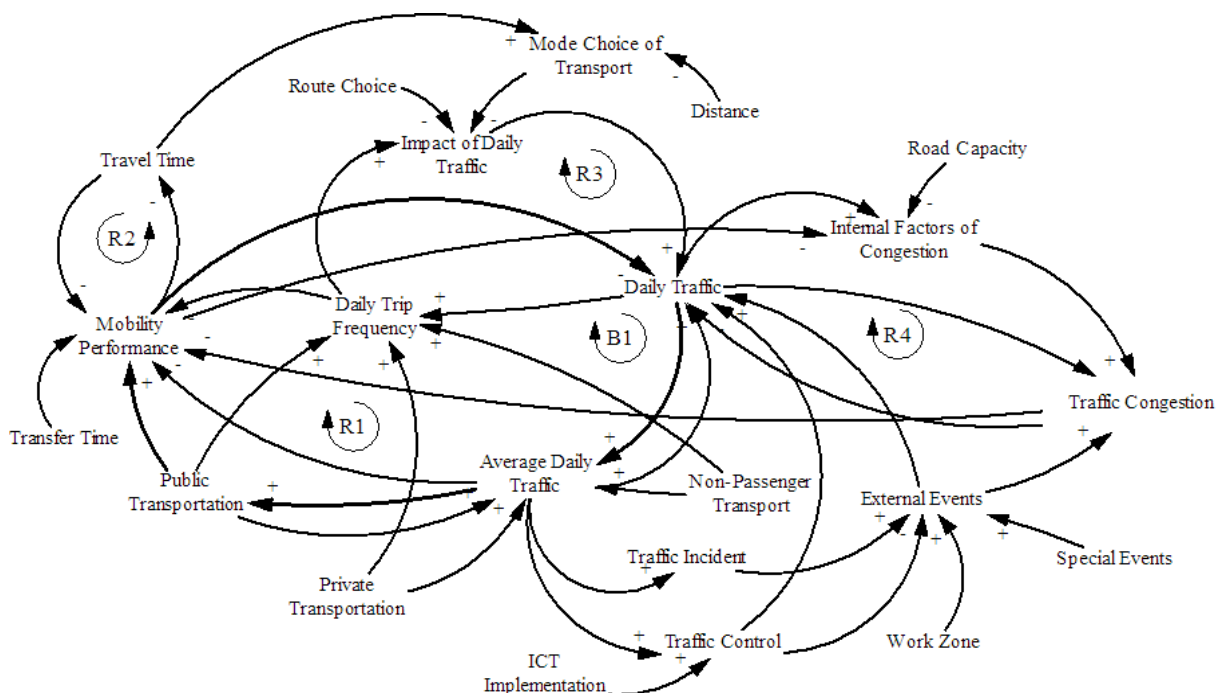 Mode Choice of
Transport
Route Choice
Distance
Impact of Daily
Traffic
Road Capacity
Travel Time
R3
R2
Internal Factors of
Congestion
Daily Traffic
Daily Trip
Frequency
Mobility
Performance
B1
R4
Traffic Congestion
R1
Transfer Time
Average Daily
Traffic
Public
Transportation
Non-Passenger
Transport
External Events
Traffic Incident
Special Events
Private
Transportation
Traffic Control
Work Zone
ICT
Implementation